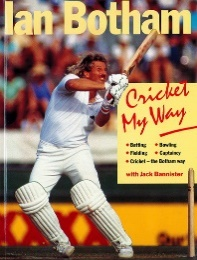 Ian Botham
Cricket
My Way
• Batting • Bowling
• Fielding • Captaincy
• Cricket – the Botham way
with Jack Bannister